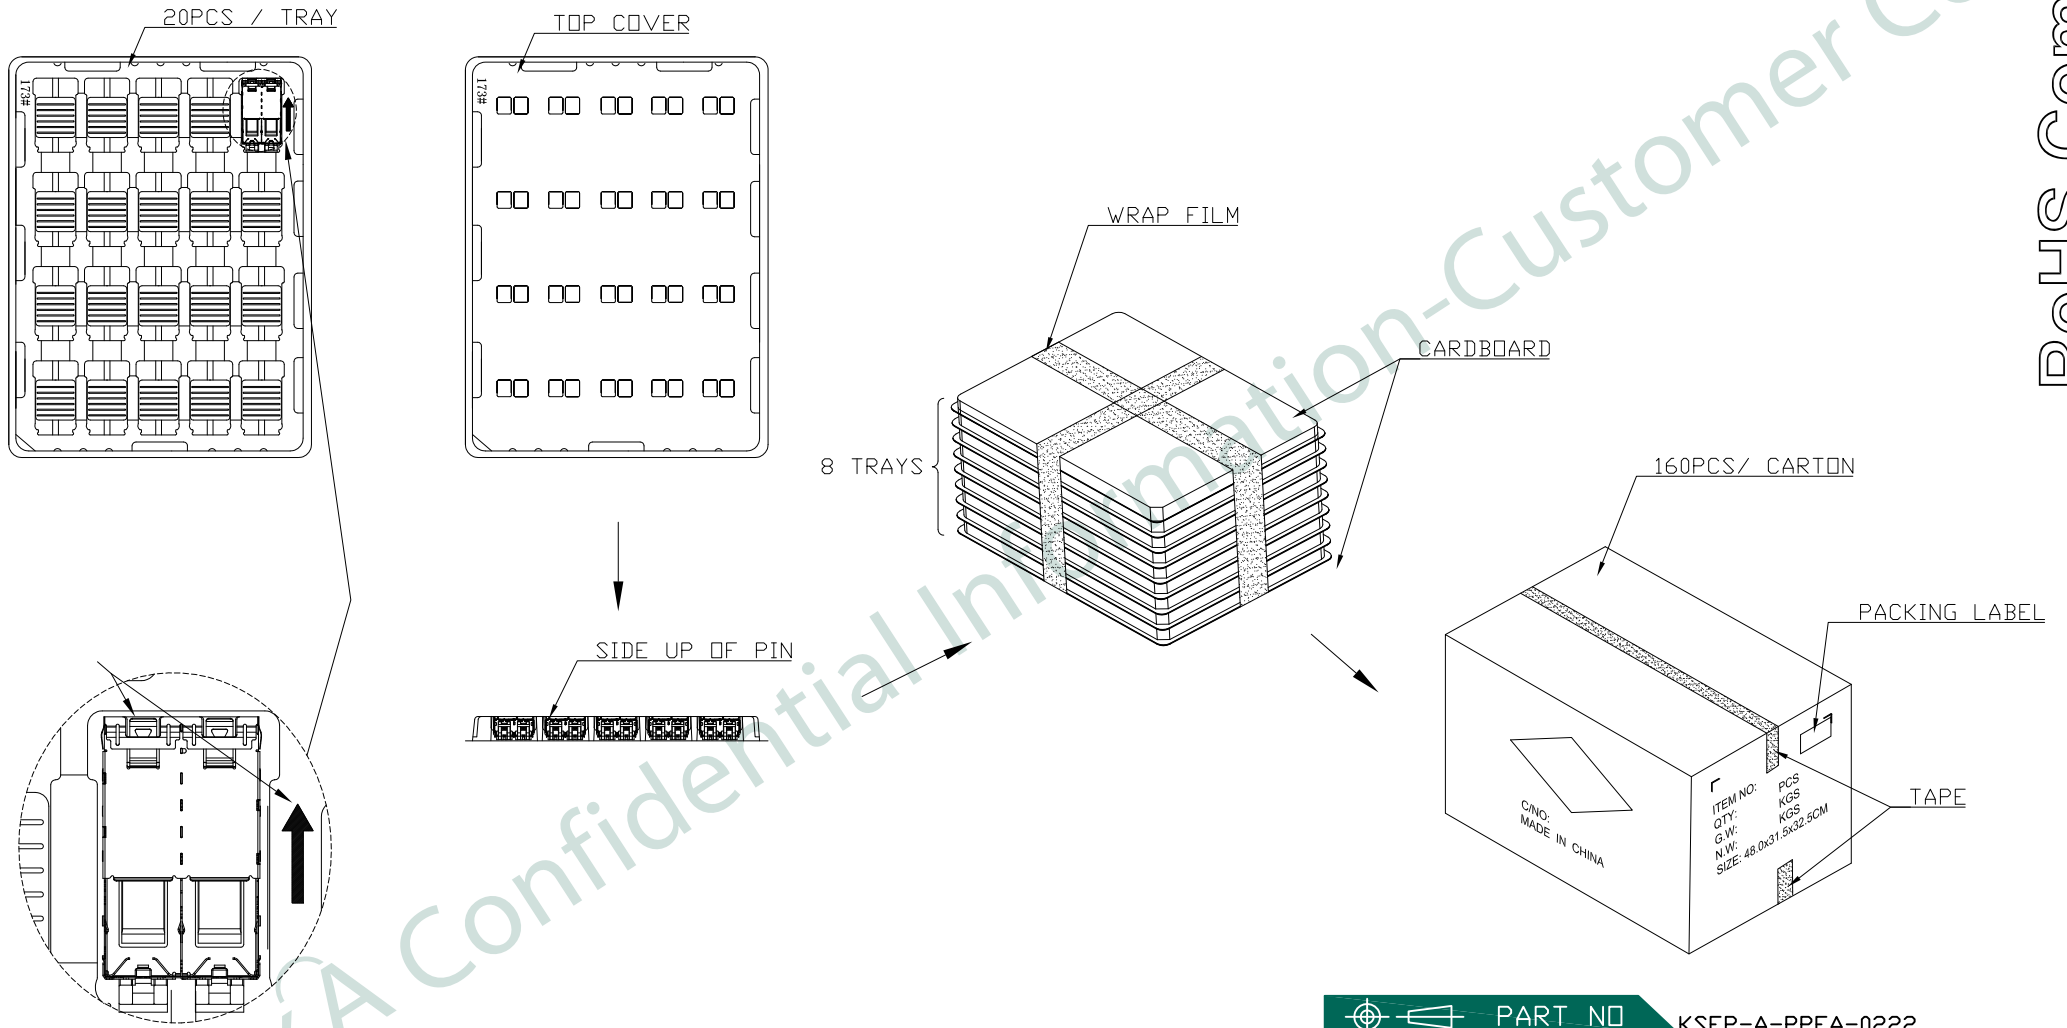 20PCS / TRAY
TOP COVER
173#
173#
WRAP FILM
CARDBOARD
8 TRAYS
160PCS/ CARTON
PACKING LABEL
SIDE UP OF PIN
TAPE
C/NO:
MADE IN CHINA
ITEM NO:
QTY: PCS
G.W: KGS
N.W: KGS
SIZE: 48.0x31.5x32.5CM
PART NO
KSFP-A-PPFA-0222
Confidential Information-Customer
RoHS